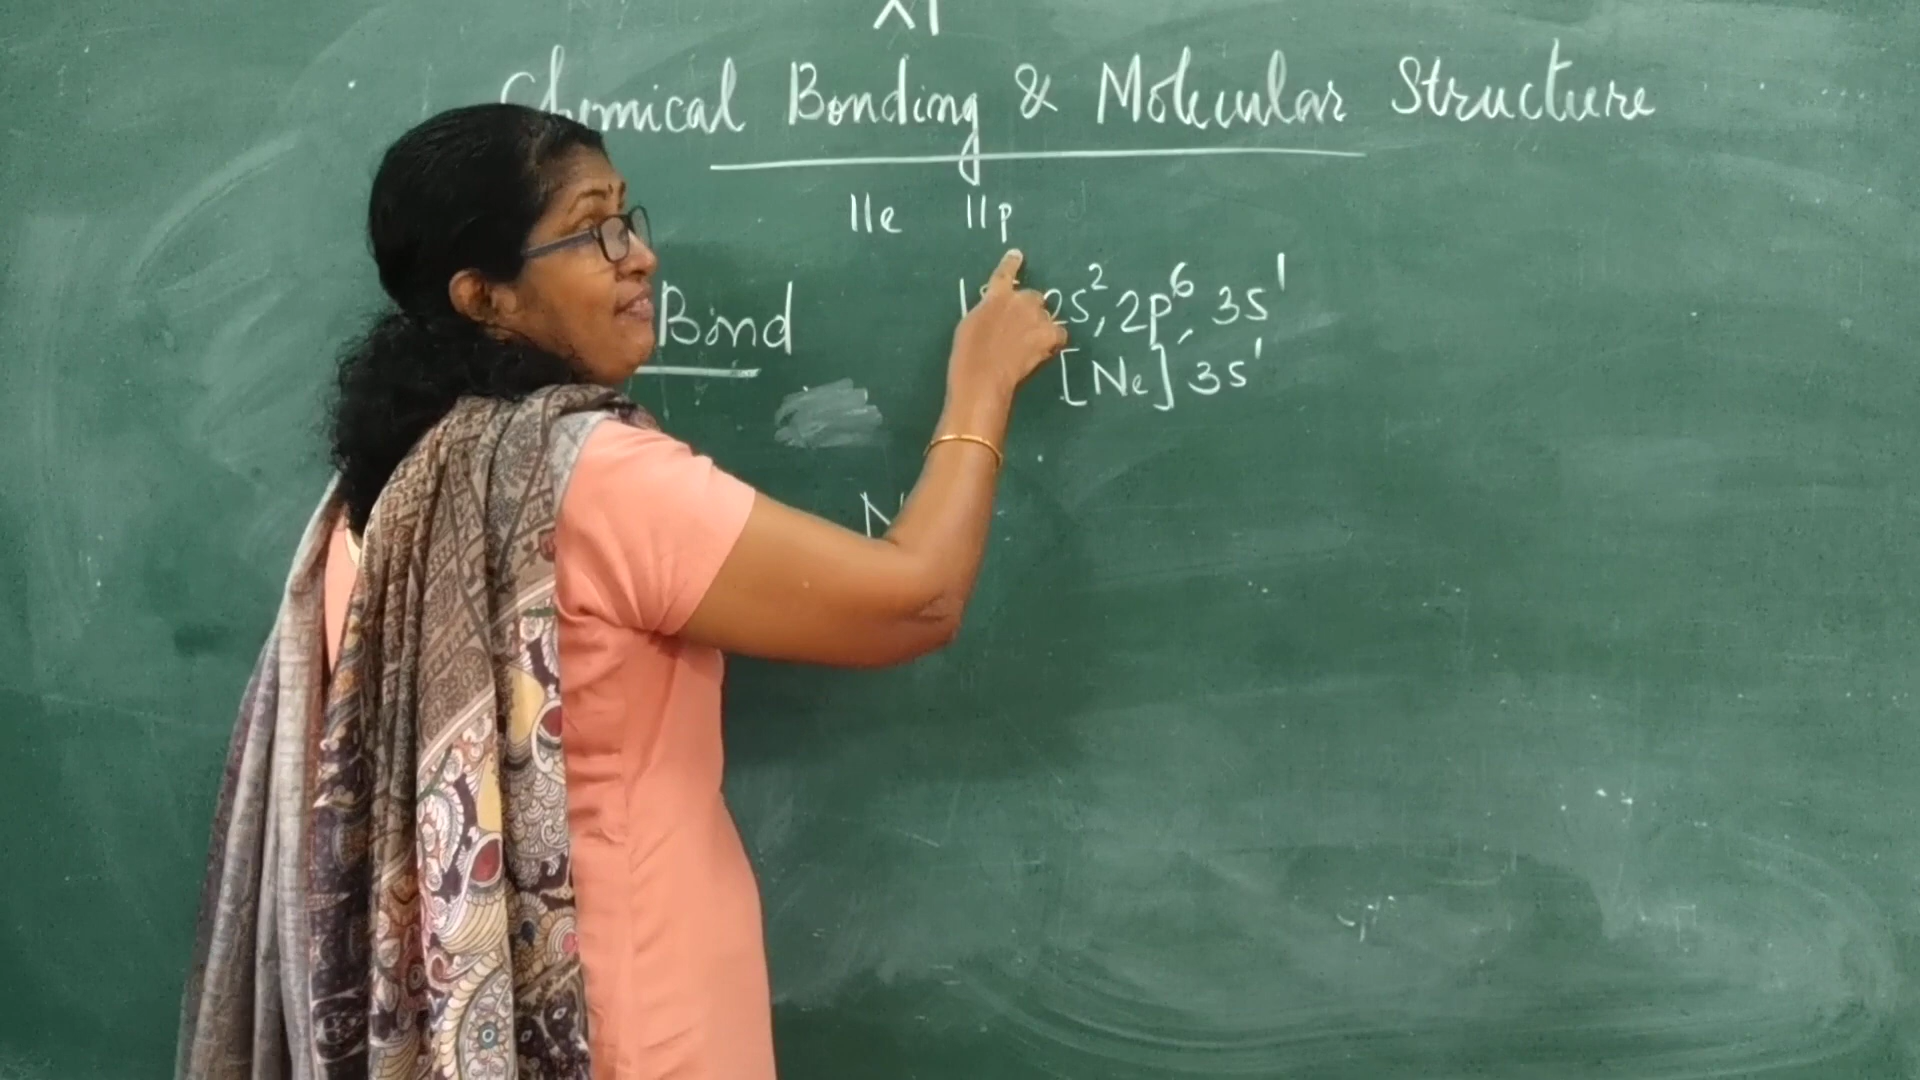 XI
Chemical Bonding & Molecular Structure
11e 11p
Bond 2s², 2p⁶, 3s¹
[Ne] 3s¹